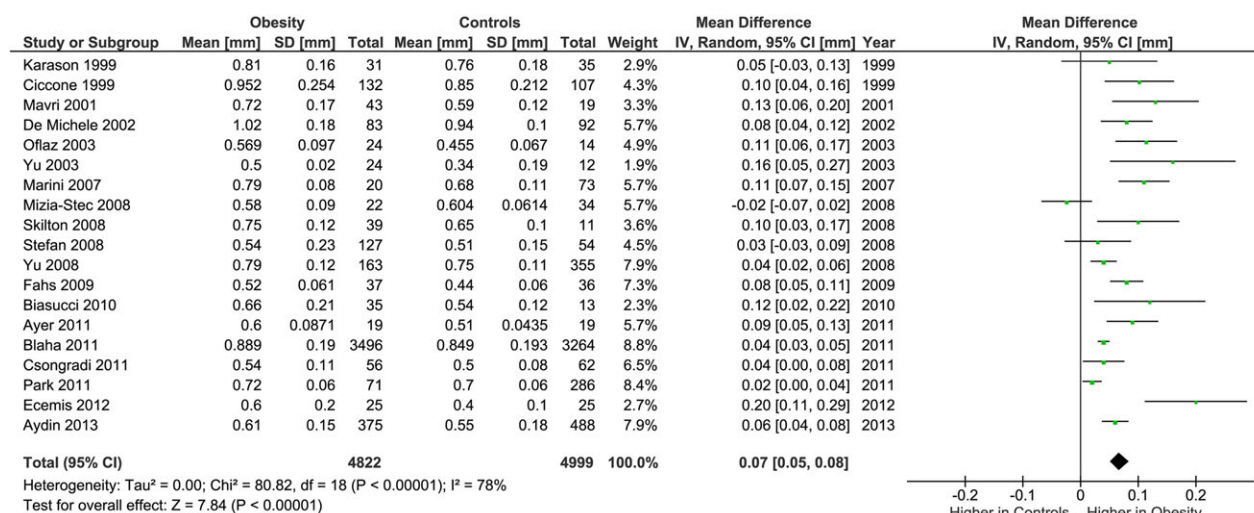 Obesity Controls Mean Difference Mean Difference
Study or Subgroup Mean [mm] SD [mm] Total Mean [mm] SD [mm] Total Weight IV, Random, 95% CI [mm] Year IV, Random, 95% CI [mm]
Karason 1999 0.81 0.16 31 0.76 0.18 35 2.9% 0.05 [-0.03, 0.13] 1999
Ciccone 1999 0.952 0.254 132 0.85 0.212 107 4.3% 0.10 [0.04, 0.16] 1999
Mavri 2001 0.72 0.17 43 0.59 0.12 19 3.3% 0.13 [0.06, 0.20] 2001
De Michele 2002 1.02 0.18 83 0.94 0.1 92 5.7% 0.08 [0.04, 0.12] 2002
Oflaz 2003 0.569 0.097 24 0.455 0.067 14 4.9% 0.11 [0.06, 0.17] 2003
Yu 2003 0.5 0.02 24 0.34 0.19 12 1.9% 0.16 [0.05, 0.27] 2003
Marini 2007 0.79 0.08 20 0.68 0.11 73 5.7% 0.11 [0.07, 0.15] 2007
Mizia-Stec 2008 0.58 0.09 22 0.604 0.0614 34 5.7% -0.02 [-0.07, 0.02] 2008
Skilton 2008 0.75 0.12 39 0.65 0.1 11 3.6% 0.10 [0.03, 0.17] 2008
Stefan 2008 0.54 0.23 127 0.51 0.15 54 4.5% 0.03 [-0.03, 0.09] 2008
Yu 2008 0.79 0.12 163 0.75 0.11 355 7.9% 0.04 [0.02, 0.06] 2008
Fahs 2009 0.52 0.061 37 0.44 0.06 36 7.3% 0.08 [0.05, 0.11] 2009
Biasucci 2010 0.66 0.21 35 0.54 0.12 13 2.3% 0.12 [0.02, 0.22] 2010
Ayer 2011 0.6 0.0871 19 0.51 0.0435 19 5.7% 0.09 [0.05, 0.13] 2011
Blaha 2011 0.889 0.19 3496 0.849 0.193 3264 8.8% 0.04 [0.03, 0.05] 2011
Csongradi 2011 0.54 0.11 56 0.5 0.08 62 6.4% 0.04 [0.00, 0.08] 2011
Park 2011 0.72 0.06 71 0.7 0.06 286 8.4% 0.02 [0.00, 0.04] 2011
Ecemis 2012 0.6 0.2 25 0.4 0.1 25 2.7% 0.20 [0.11, 0.29] 2012
Aydin 2013 0.61 0.15 375 0.55 0.18 488 7.9% 0.06 [0.04, 0.08] 2013
Total (95% CI) 4822 4999 100.0% 0.07 [0.05, 0.08]
Heterogeneity: Tau² = 0.00; Chi² = 80.82, df = 18 (P < 0.00001); I² = 78%
Test for overall effect: Z = 7.84 (P < 0.00001)
-0.2 -0.1 0 0.1 0.2
Higher in Controls Higher in Obesity